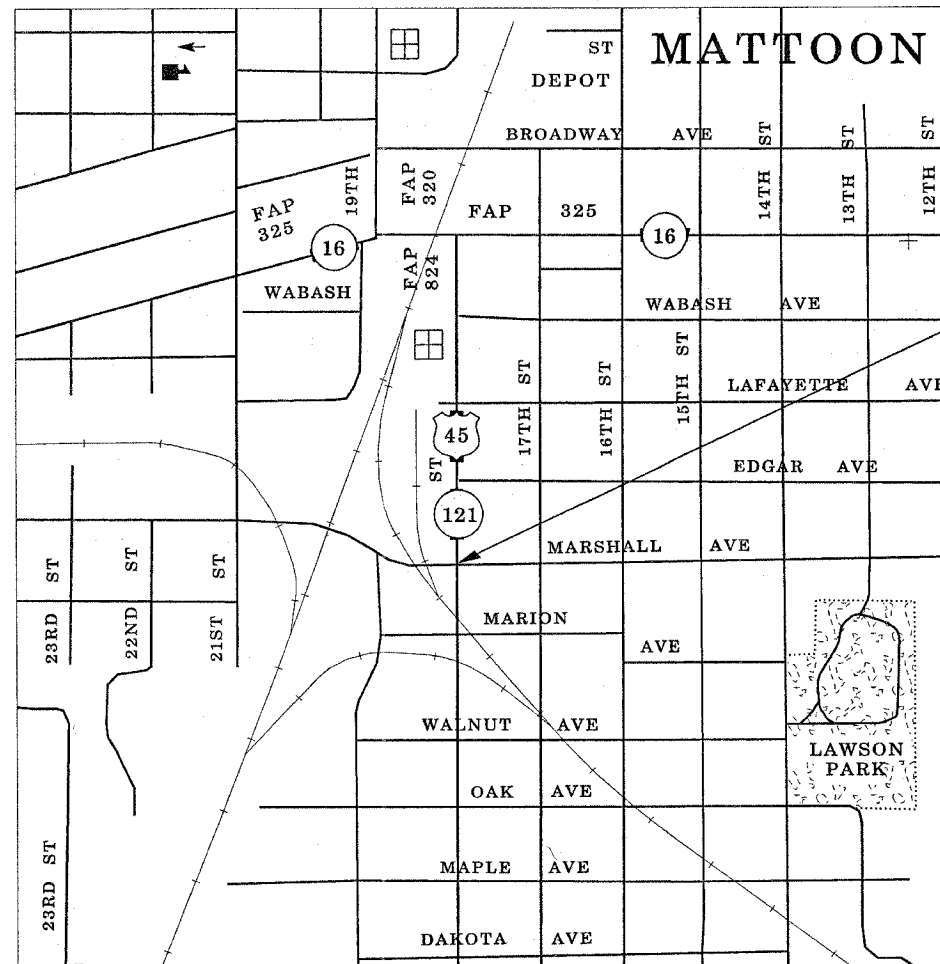 MATTOON
ST
DEPOT
BROADWAY AVE
14TH ST
13TH ST
12TH ST
19TH
FAP
320
FAP 325
FAP
325
16
16
FAP
824
WABASH
WABASH AVE
17TH ST
16TH ST
15TH ST
LAFAYETTE AVE
45
ST
EDGAR AVE
121
MARSHALL AVE
23RD ST
22ND ST
21ST ST
MARION
AVE
WALNUT AVE
LAWSON
PARK
OAK AVE
23RD ST
MAPLE AVE
DAKOTA AVE